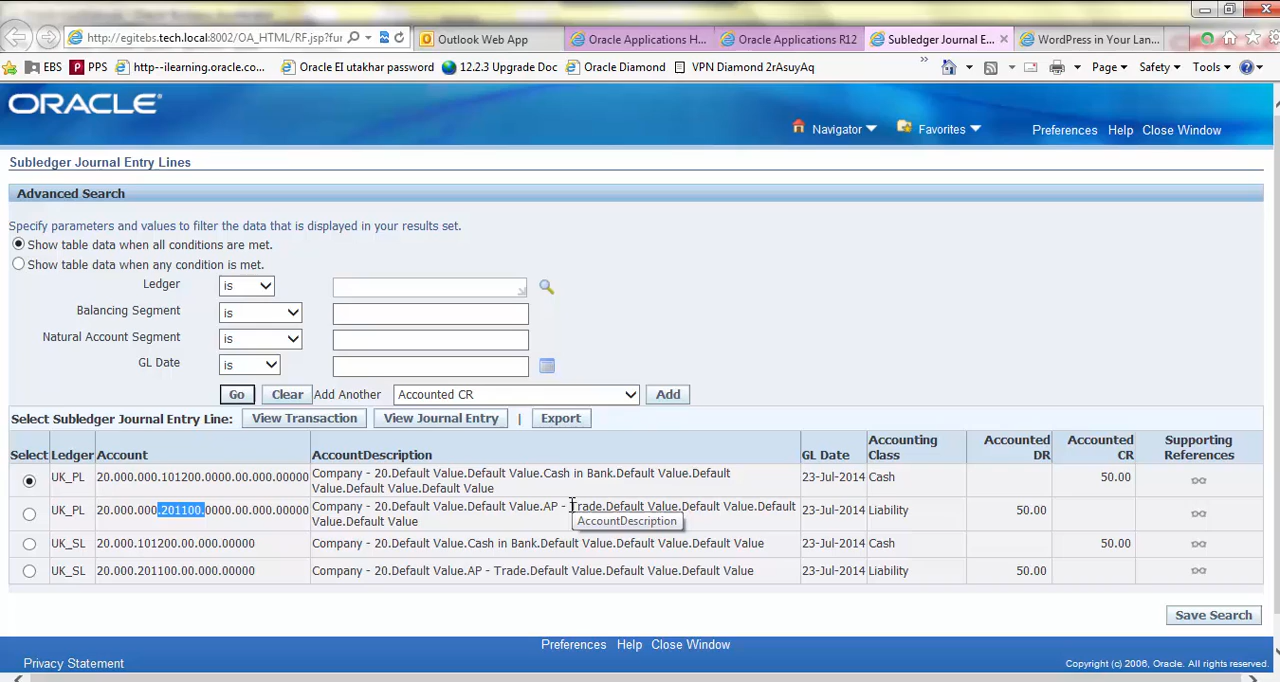 http://egitebs.tech.local:8002/OA_HTML/RF.jsp?fur
Outlook Web App
Oracle Applications H...
Oracle Applications R12
Subledger Journal E...
WordPress in Your Lan...
EBS
PPS
http--ilearning.oracle.co...
Oracle EI utakhar password
12.2.3 Upgrade Doc
Oracle Diamond
VPN Diamond 2rAsuyAq
Page
Safety
Tools
ORACLE
Navigator
Favorites
Preferences
Help
Close Window
Subledger Journal Entry Lines
Advanced Search
Specify parameters and values to filter the data that is displayed in your results set.
Show table data when all conditions are met.
Show table data when any condition is met.
Ledger is
Balancing Segment is
Natural Account Segment is
GL Date is
Go Clear Add Another Accounted CR Add
Select Subledger Journal Entry Line: View Transaction View Journal Entry | Export
Select Ledger Account AccountDescription GL Date Accounting Class Accounted DR Accounted CR Supporting References
UK_PL 20.000.000.101200.0000.00.000.00000 Company - 20.Default Value.Default Value.Cash in Bank.Default Value.Default 23-Jul-2014 Cash 50.00
Value.Default Value.Default Value
UK_PL 20.000.000.201100.0000.00.000.00000 Company - 20.Default Value.Default Value.AP - Trade.Default Value.Default Value.Default 23-Jul-2014 Liability 50.00
Value.Default Value
AccountDescription
UK_SL 20.000.101200.00.000.00000 Company - 20.Default Value.Cash in Bank.Default Value.Default Value.Default Value 23-Jul-2014 Cash 50.00
UK_SL 20.000.201100.00.000.00000 Company - 20.Default Value.AP - Trade.Default Value.Default Value.Default Value 23-Jul-2014 Liability 50.00
Save Search
Preferences Help Close Window
Privacy Statement
Copyright (c) 2006, Oracle. All rights reserved.